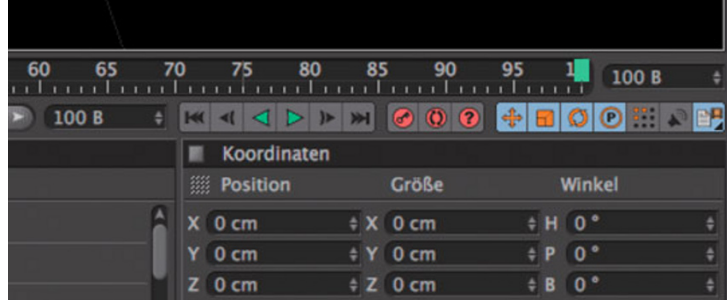 60 65 70 75 80 85 90 95 100 B
100 B ? P
Koordinaten
Position Größe Winkel
X 0 cm X 0 cm H 0 °
Y 0 cm Y 0 cm P 0 °
Z 0 cm Z 0 cm B 0 °